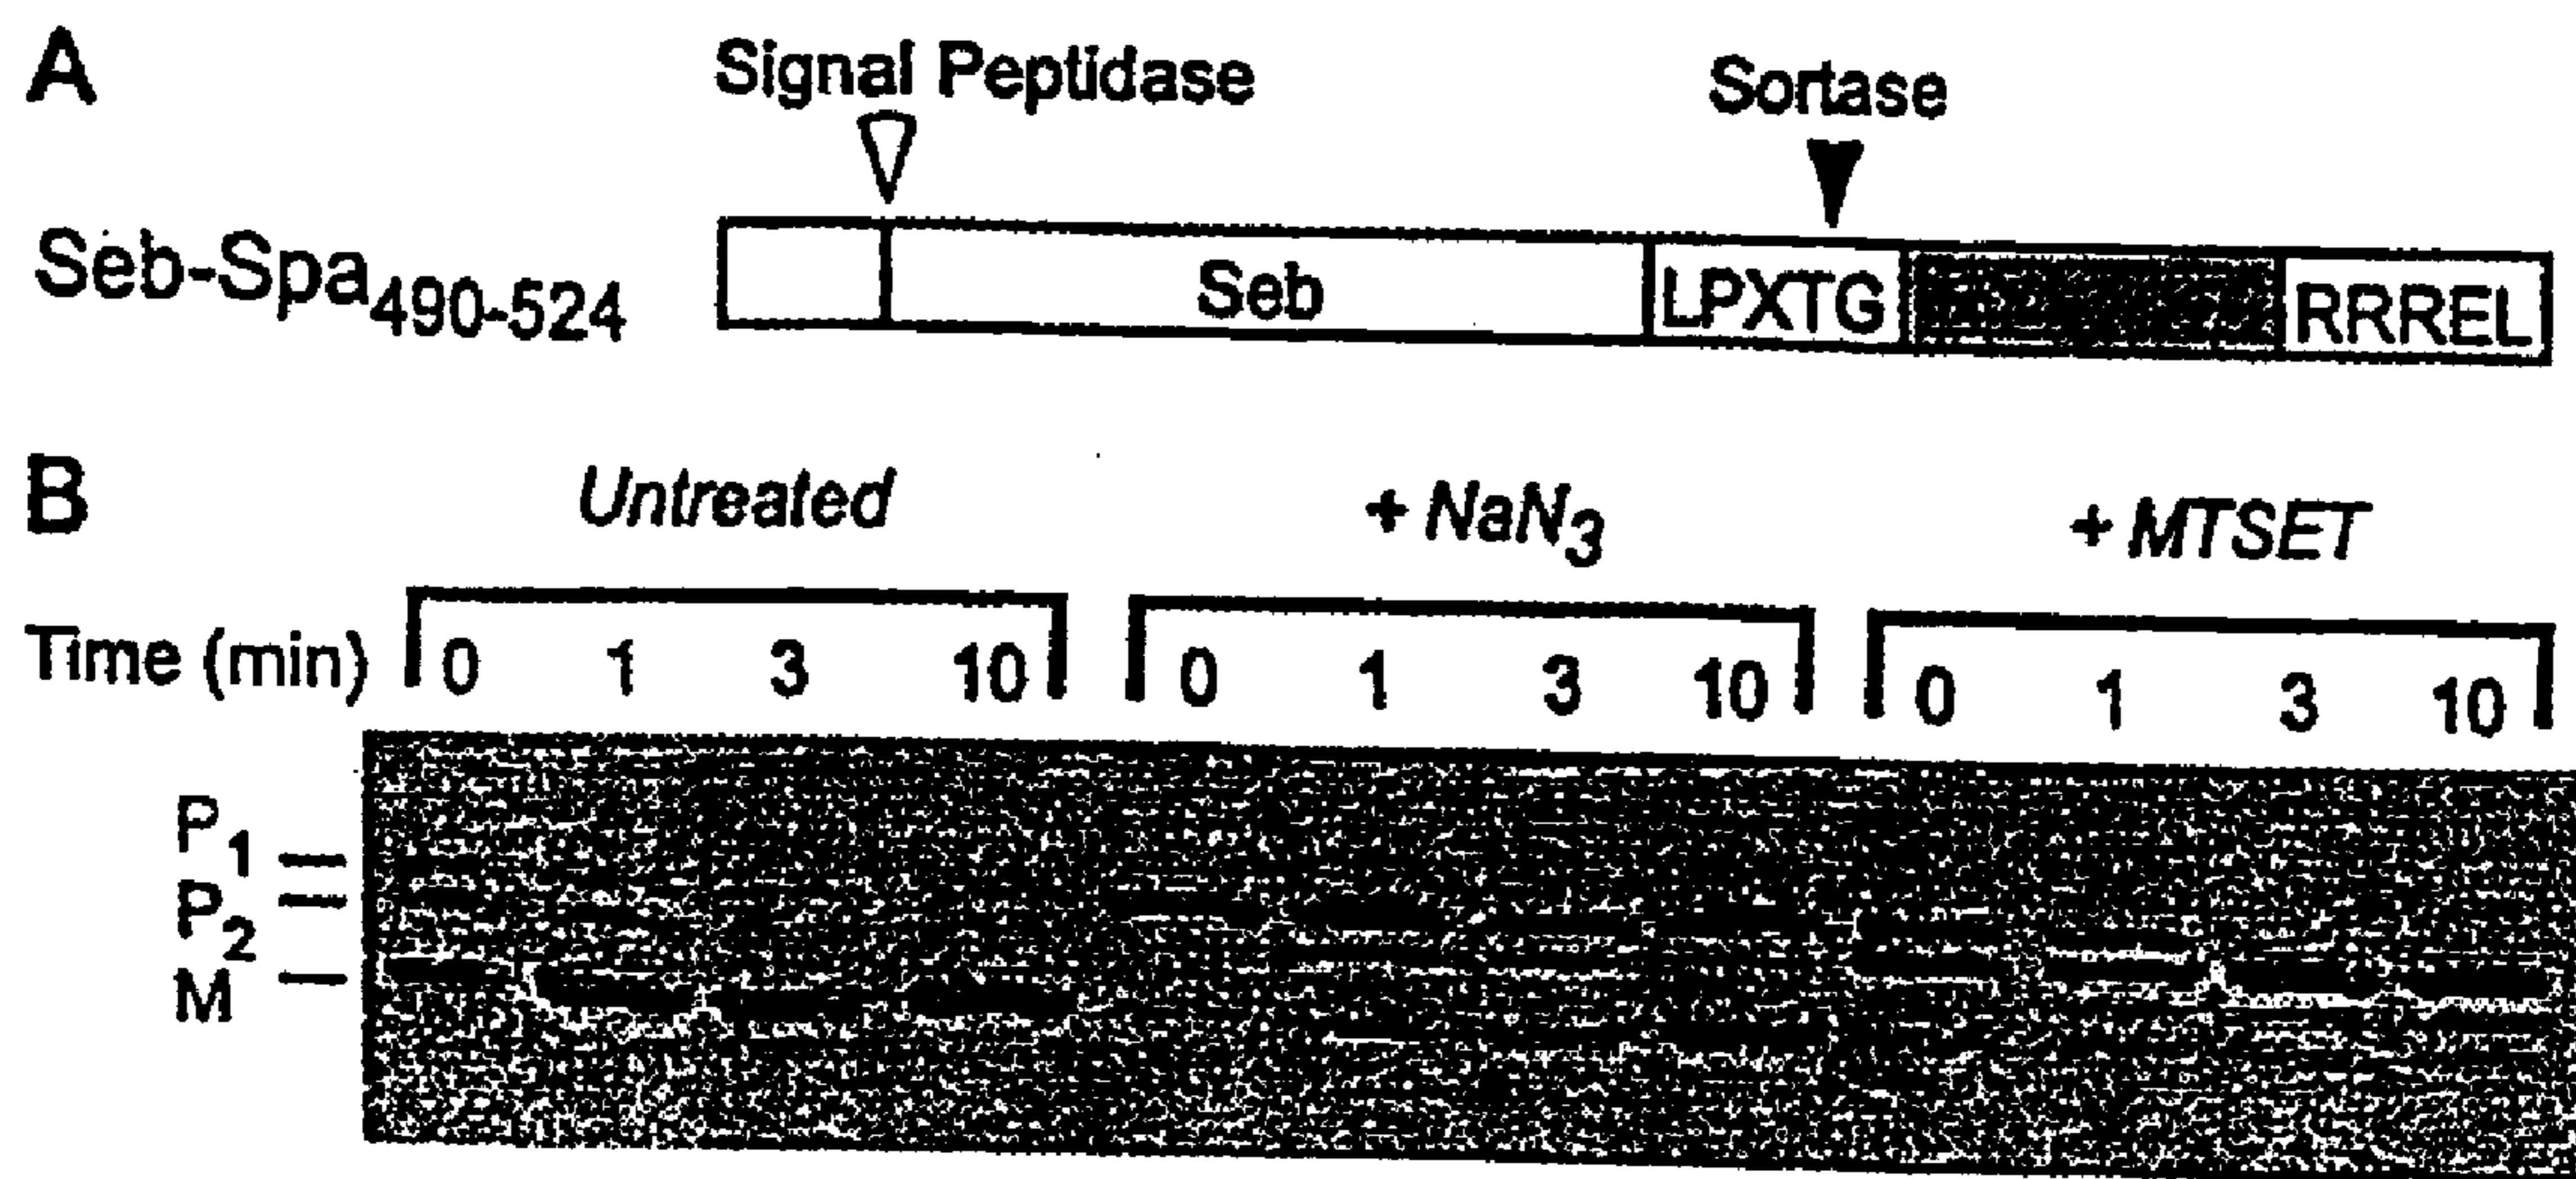 A
Signal Peptidase
Sortase
Seb-Spa490-524
Seb
LPXTG
RRREL
B
Untreated
+ NaN3
+ MTSET
Time (min) 0 1 3 10 0 1 3 10 0 1 3 10
P1
P2
M